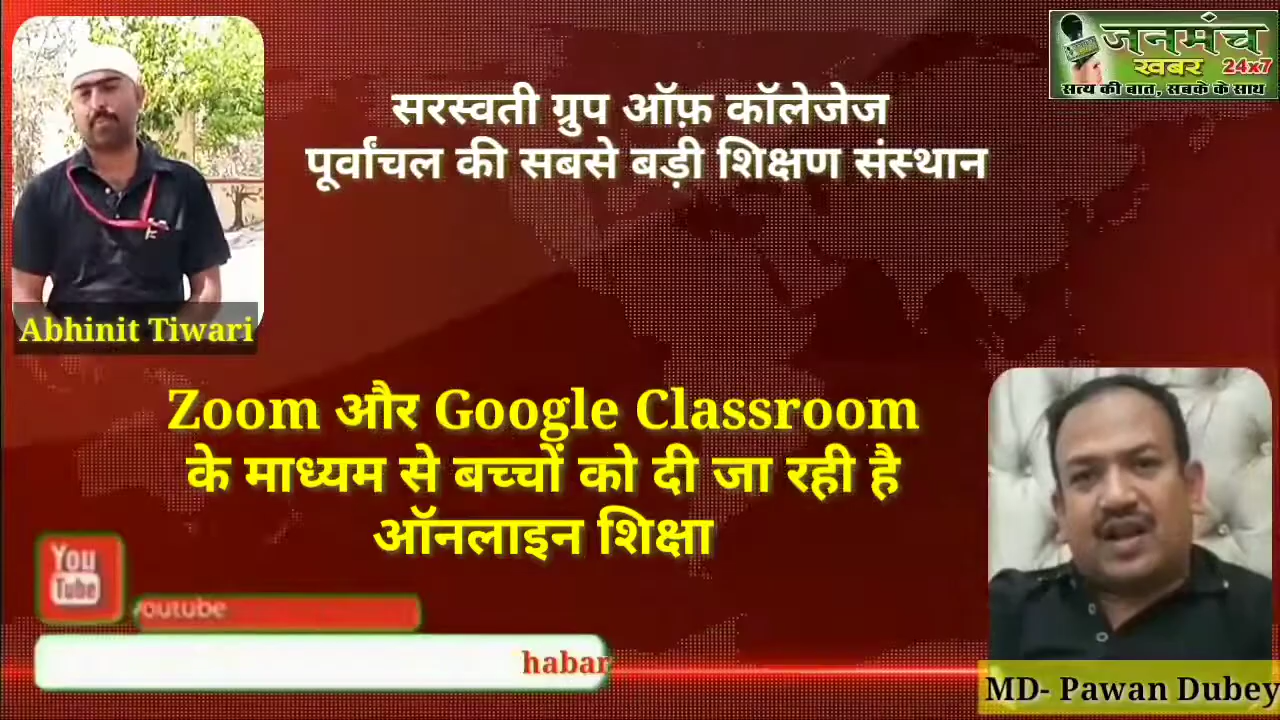 जनमंच
खबर 24x7
सत्य की बात, सबके के साथ
सरस्वती ग्रुप ऑफ़ कॉलेजेज
पूर्वांचल की सबसे बड़ी शिक्षण संस्थान
Abhinit Tiwari
Zoom और Google Classroom
के माध्यम से बच्चों को दी जा रही है
ऑनलाइन शिक्षा
You
Tube
outube
habar
MD- Pawan Dubey